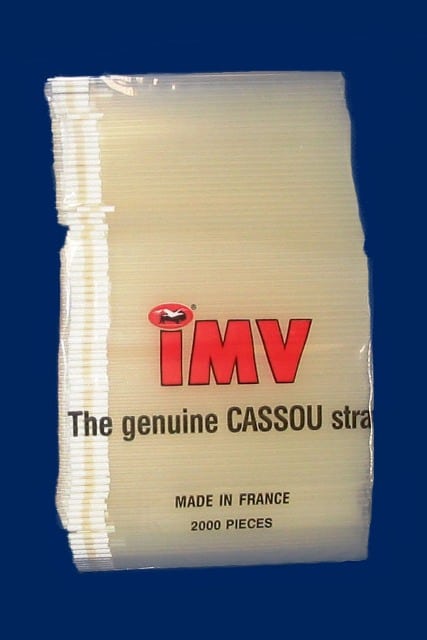 IMV
®
The genuine CASSOU stra
MADE IN FRANCE
2000 PIECES